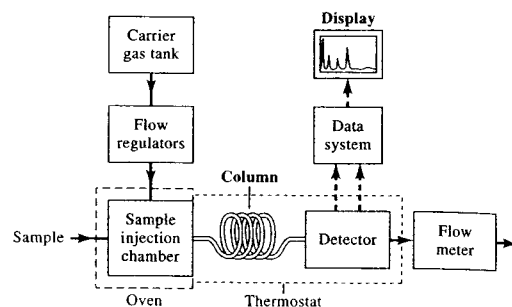 Display
Carrier
gas tank
Flow
regulators
Data
system
Column
Sample
Sample
injection
chamber
Detector
Flow
meter
Oven
Thermostat